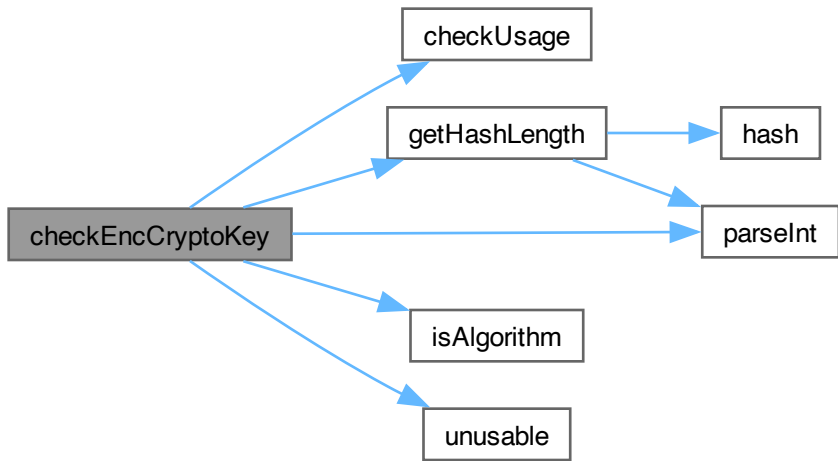 checkUsage
getHashLength
hash
checkEncCryptoKey
parseInt
isAlgorithm
unusable